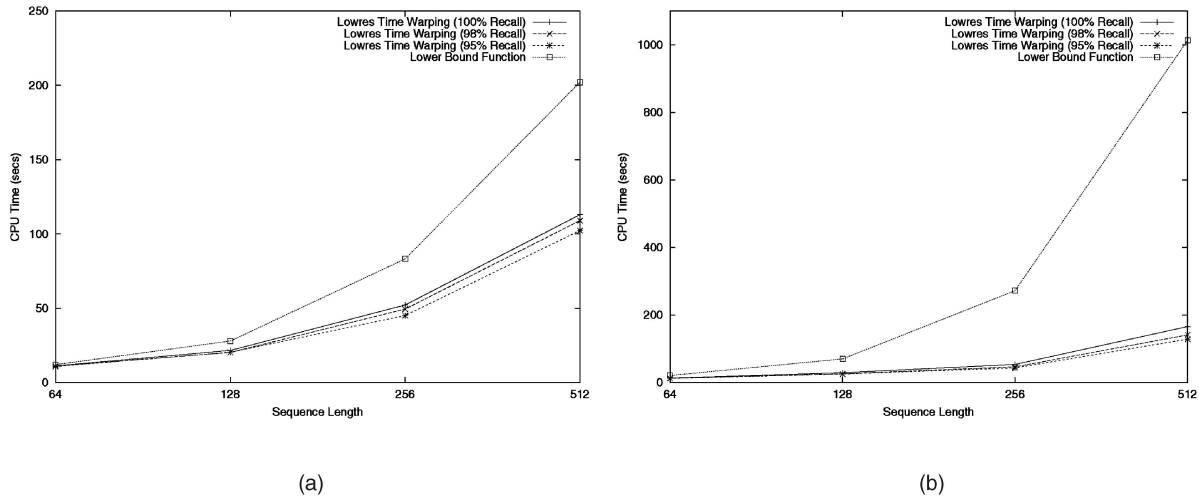 250
200
150
100
50
0
CPU Time (secs)
Lowres Time Warping (100% Recall)
Lowres Time Warping (98% Recall)
Lowres Time Warping (95% Recall)
Lower Bound Function
64
128
256
512
Sequence Length
(a)
1000
800
600
400
200
0
CPU Time (secs)
Lowres Time Warping (100% Recall)
Lowres Time Warping (98% Recall)
Lowres Time Warping (95% Recall)
Lower Bound Function
64
128
256
512
Sequence Length
(b)